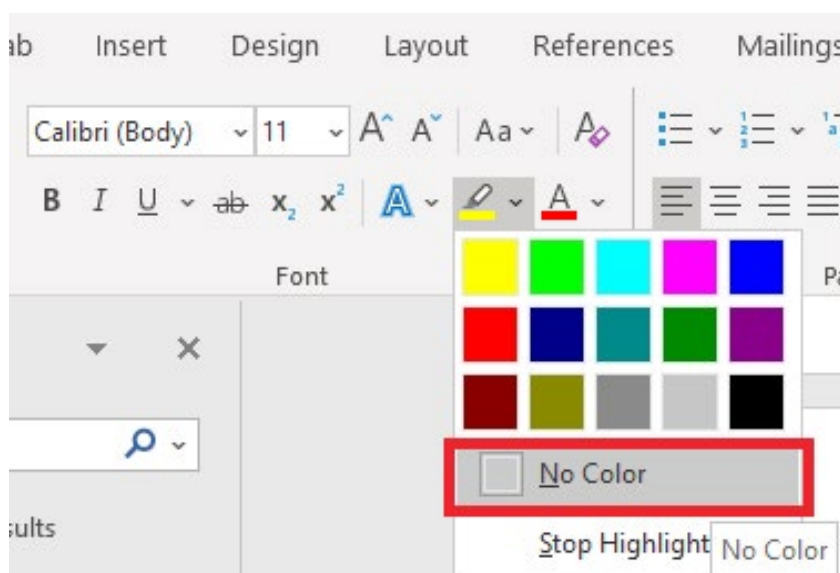 ab Insert Design Layout References Mailings
Calibri (Body) 11 A A Aa A
B I U ab x₂ x² A A
Font Pa
No Color
ults
Stop Highlight No Color